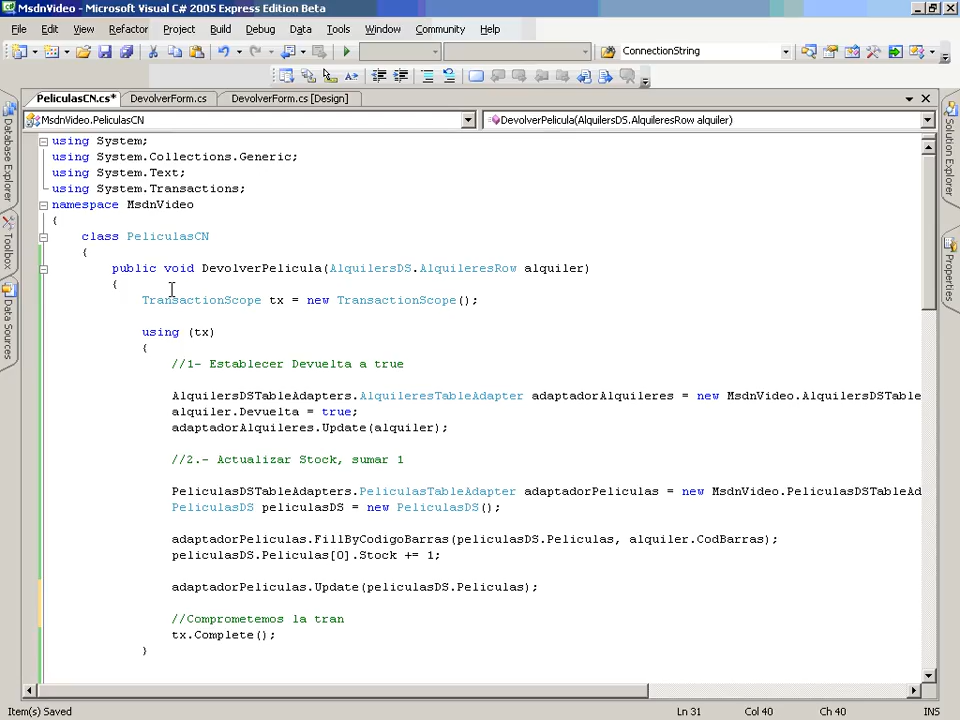 MsdnVideo - Microsoft Visual C# 2005 Express Edition Beta
File Edit View Refactor Project Build Debug Data Tools Window Community Help
ConnectionString
PeliculasCN.cs* DevolverForm.cs DevolverForm.cs [Design]
MsdnVideo.PeliculasCN DevolverPelicula(AlquilersDS.AlquileresRow alquiler)
Database Explorer
Toolbox
Data Sources
Solution Explorer
Properties
using System;
using System.Collections.Generic;
using System.Text;
using System.Transactions;
namespace MsdnVideo
{
class PeliculasCN
{
public void DevolverPelicula(AlquilersDS.AlquileresRow alquiler)
{
TransactionScope tx = new TransactionScope();
using (tx)
{
//1- Establecer Devuelta a true
AlquilersDSTableAdapters.AlquileresTableAdapter adaptadorAlquileres = new MsdnVideo.AlquilersDSTable
alquiler.Devuelta = true;
adaptadorAlquileres.Update(alquiler);
//2.- Actualizar Stock, sumar 1
PeliculasDSTableAdapters.PeliculasTableAdapter adaptadorPeliculas = new MsdnVideo.PeliculasDSTableAd
PeliculasDS peliculasDS = new PeliculasDS();
adaptadorPeliculas.FillByCodigoBarras(peliculasDS.Peliculas, alquiler.CodBarras);
peliculasDS.Peliculas[0].Stock += 1;
adaptadorPeliculas.Update(peliculasDS.Peliculas);
//Comprometemos la tran
tx.Complete();
}
Item(s) Saved Ln 31 Col 40 Ch 40 INS